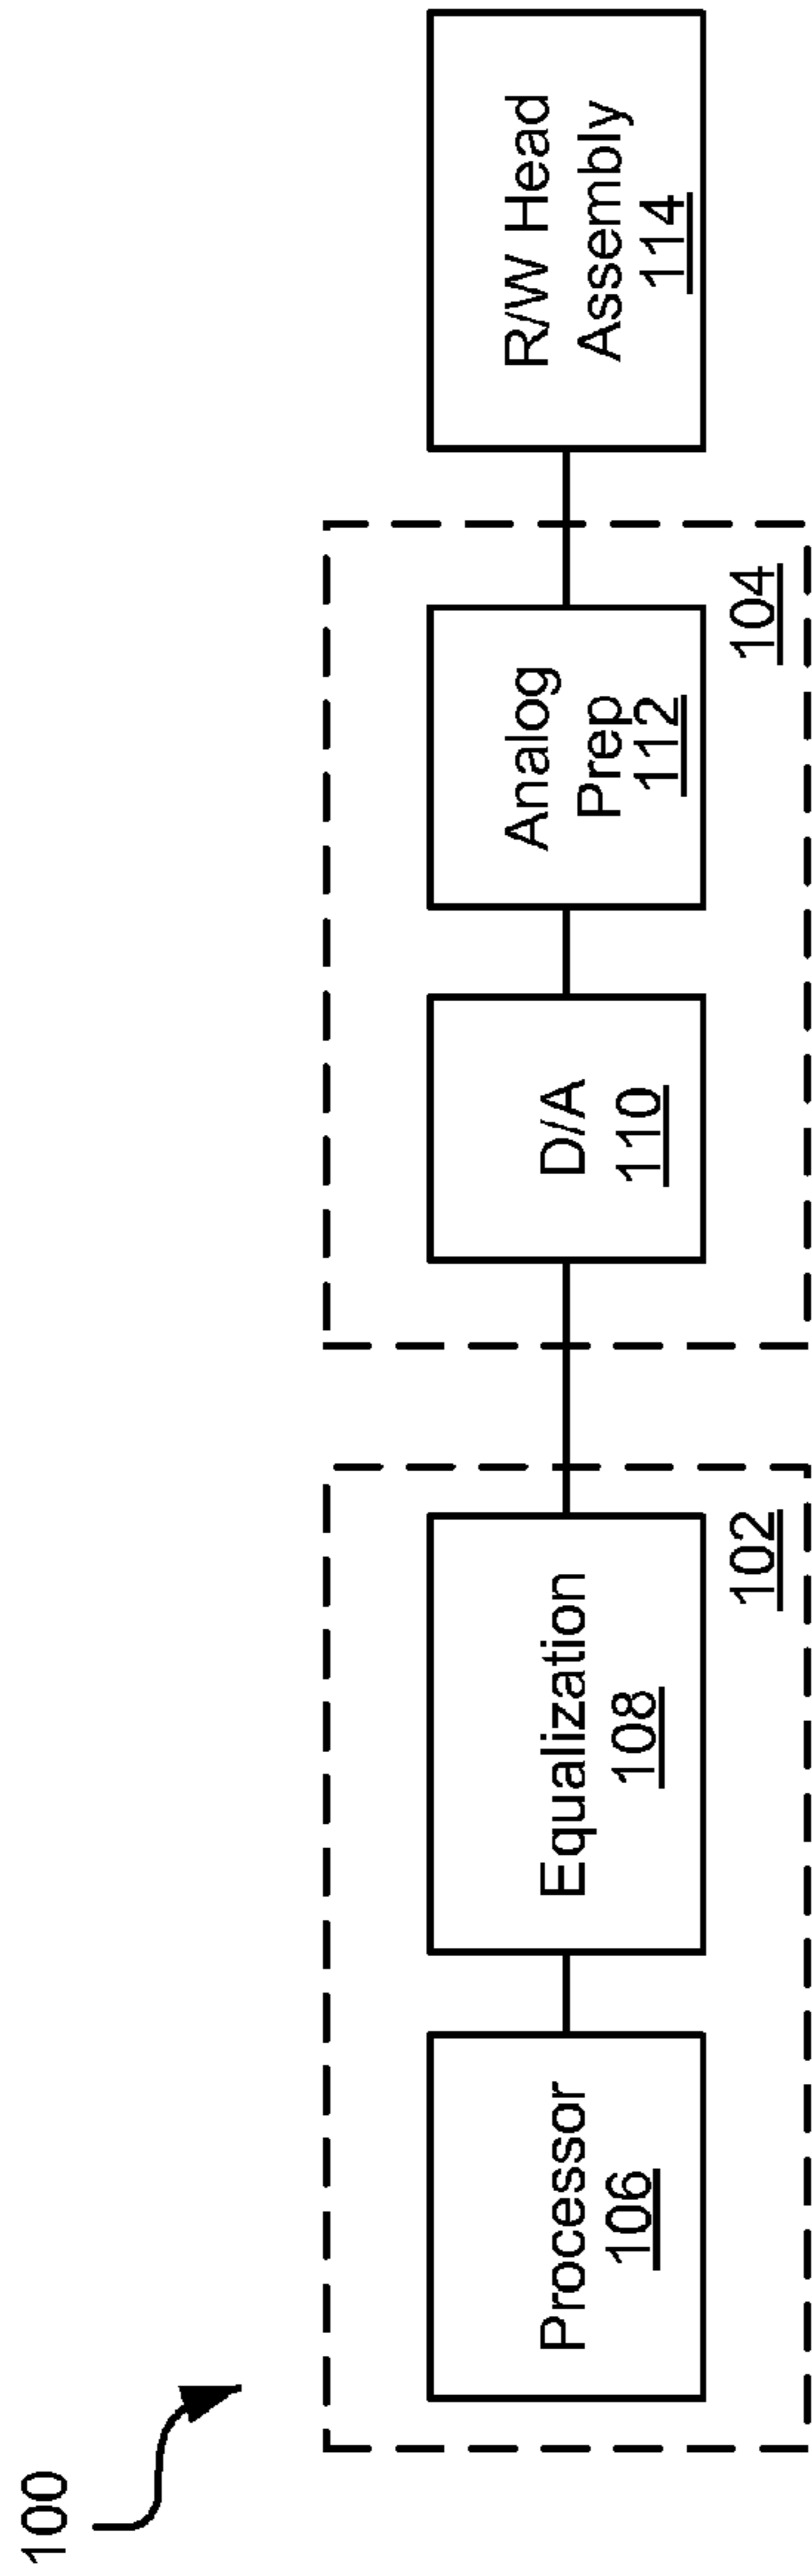 100
Processor
106
Equalization
108
102
D/A
110
Analog
Prep
112
104
R/W Head
Assembly
114